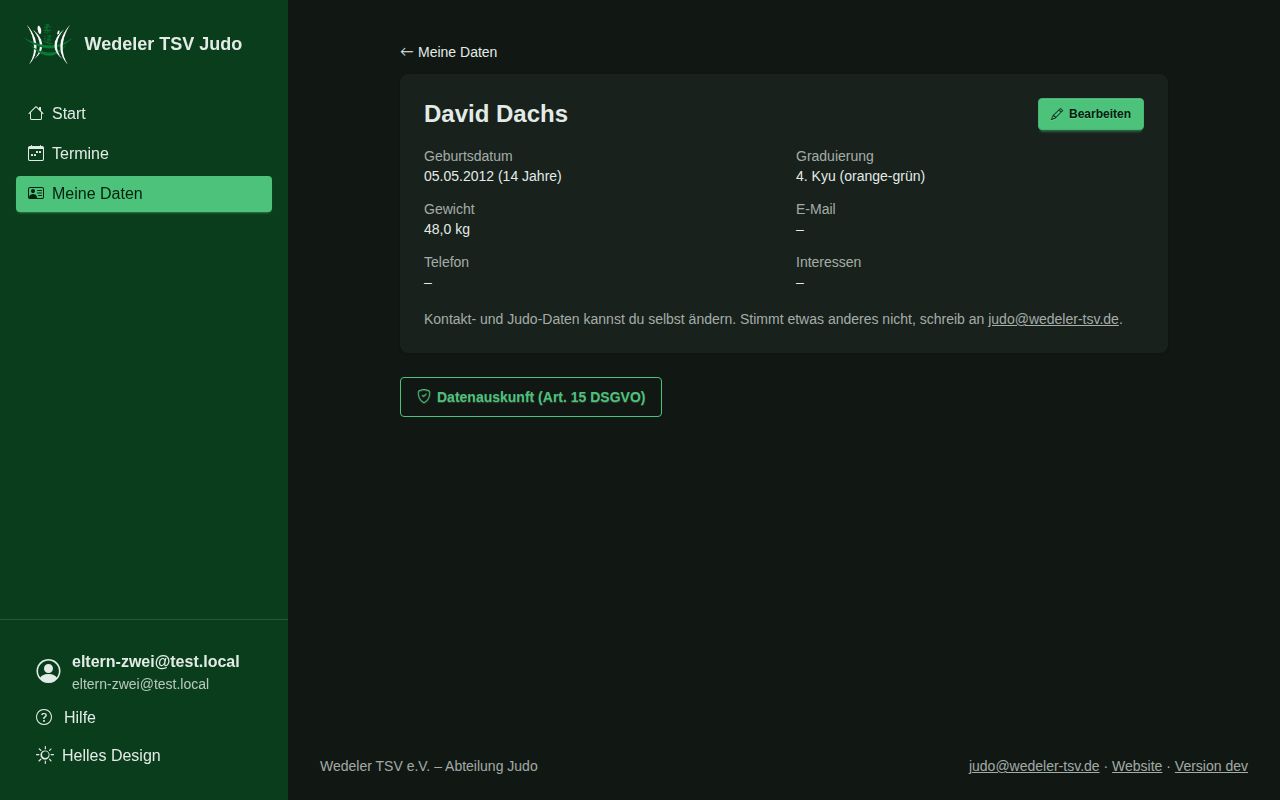 Wedeler TSV Judo
Start
Termine
Meine Daten
eltern-zwei@test.local
eltern-zwei@test.local
Hilfe
Helles Design
← Meine Daten
David Dachs
Bearbeiten
Geburtsdatum
05.05.2012 (14 Jahre)
Graduierung
4. Kyu (orange-grün)
Gewicht
48,0 kg
E-Mail
–
Telefon
–
Interessen
–
Kontakt- und Judo-Daten kannst du selbst ändern. Stimmt etwas anderes nicht, schreib an judo@wedeler-tsv.de.
Datenauskunft (Art. 15 DSGVO)
Wedeler TSV e.V. – Abteilung Judo
judo@wedeler-tsv.de · Website · Version dev